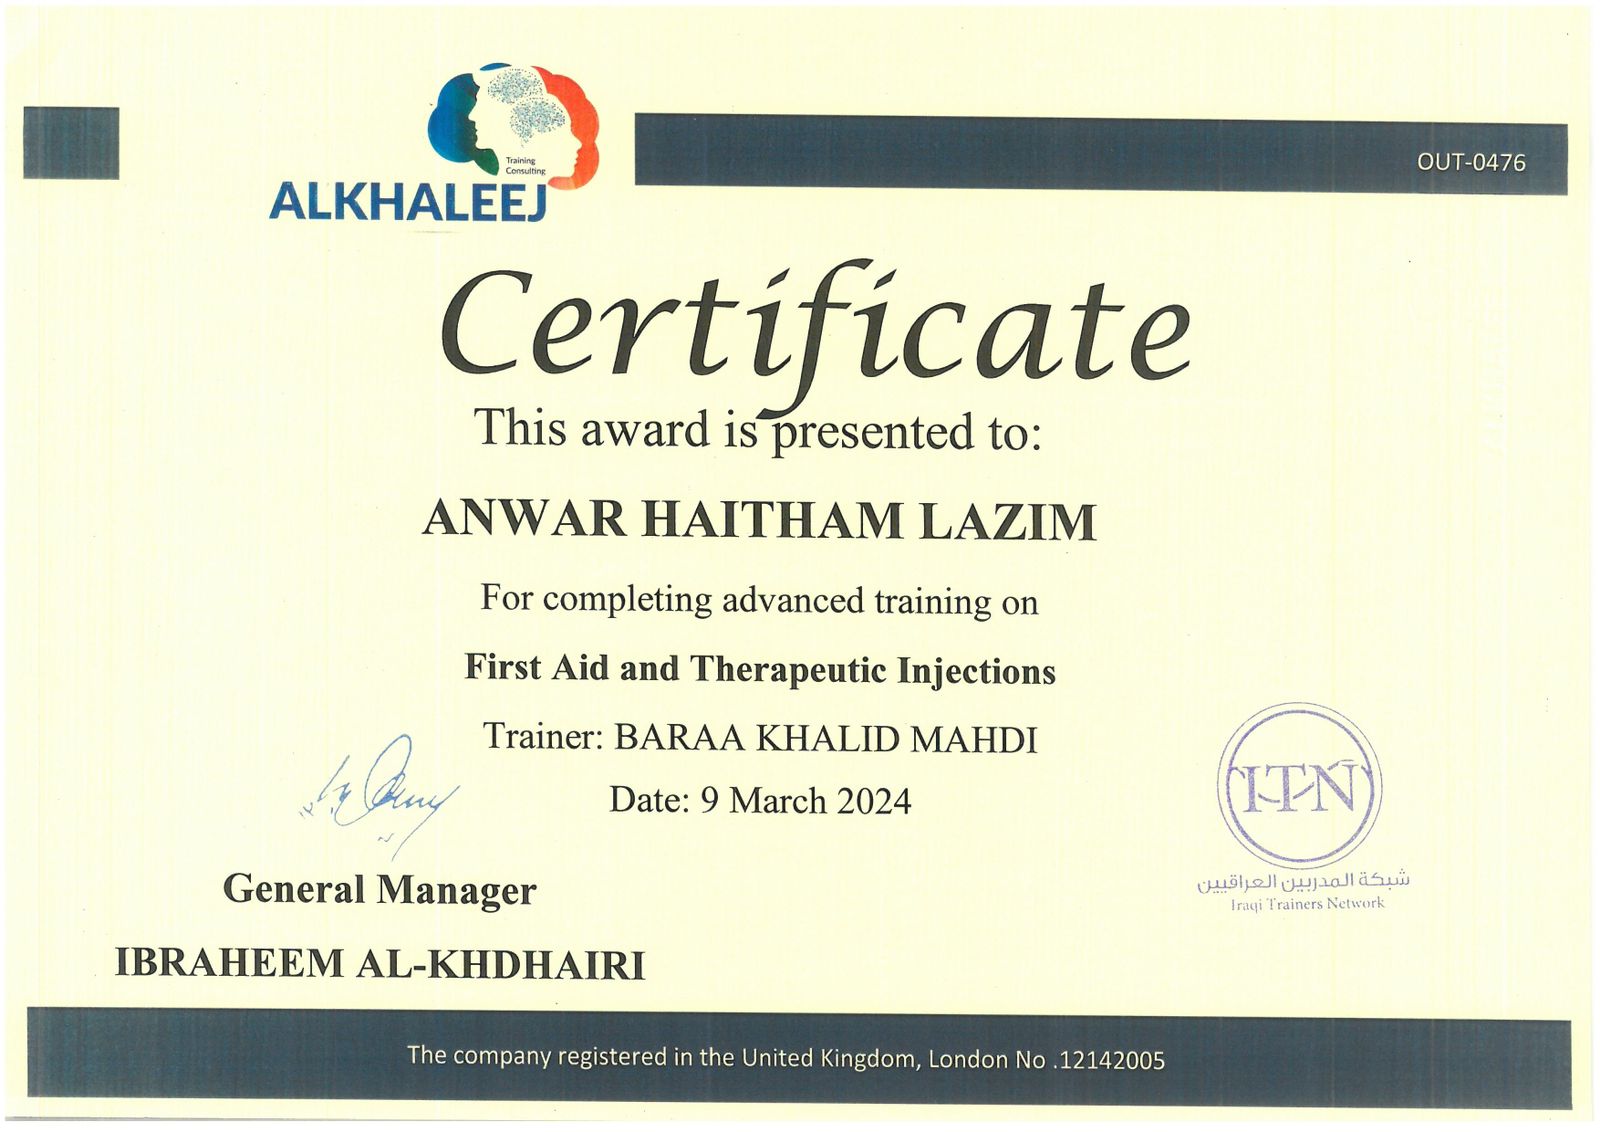 Training
Consulting
ALKHALEEJ
OUT-0476
Certificate
This award is presented to:
ANWAR HAITHAM LAZIM
For completing advanced training on
First Aid and Therapeutic Injections
Trainer: BARAA KHALID MAHDI
Date: 9 March 2024
ITN
شبكة المدربين العراقيين
Iraqi Trainers Network
General Manager
IBRAHEEM AL-KHDHAIRI
The company registered in the United Kingdom, London No .12142005